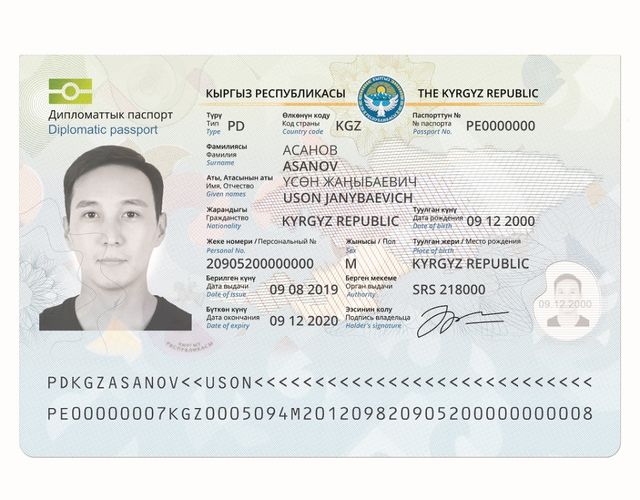 КЫРГЫЗ РЕСПУБЛИКАСЫ THE KYRGYZ REPUBLIC
Дипломаттык паспорт
Diplomatic passport
Түрү
Тип
Type
PD
Өлкөнүн коду
Код страны
Country code
KGZ
Паспорттун №
№ паспорта
Passport No.
PE0000000
Фамилиясы
Фамилия
Surname
АСАНОВ
ASANOV
Аты, Атасынын аты
Имя, Отчество
Given names
ҮСӨН ЖАҢЫБАЕВИЧ
USON JANYBAEVICH
Жарандыгы
Гражданство
Nationality
KYRGYZ REPUBLIC
Туулган күнү
Дата рождения
Date of birth
09 12 2000
Жеке номери / Персональный №
Personal No.
20905200000000
Жынысы / Пол
Sex
M
Туулган жери / Место рождения
Place of birth
KYRGYZ REPUBLIC
Берилген күнү
Дата выдачи
Date of issue
09 08 2019
Берген мекеме
Орган выдачи
Authority
SRS 218000
Бүткөн күнү
Дата окончания
Date of expiry
09 12 2020
Ээсинин колу
Подпись владельца
Holder's signature
09.12.2000
КЫРГЫЗ
РЕСПУБЛИКАСЫ
PDKGZASANOV<<USON<<<<<<<<<<<<<<<<<<<<<<<<<<<
PE00000007KGZ0005094M20120982090520000000008